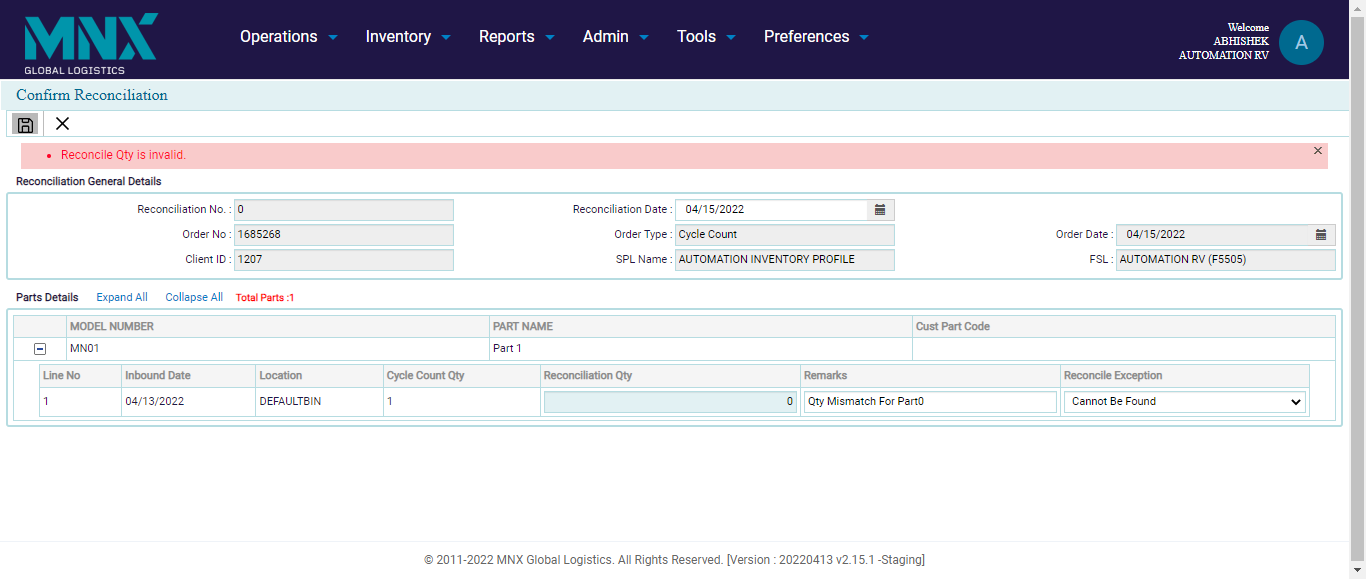 MNX
GLOBAL LOGISTICS
Operations Inventory Reports Admin Tools Preferences
Welcome
ABHISHEK
AUTOMATION RV
A
Confirm Reconciliation
Reconcile Qty is invalid.
Reconciliation General Details
Reconciliation No. : 0 Reconciliation Date : 04/15/2022
Order No : 1685268 Order Type : Cycle Count Order Date : 04/15/2022
Client ID : 1207 SPL Name : AUTOMATION INVENTORY PROFILE FSL : AUTOMATION RV (F5505)
Parts Details Expand All Collapse All Total Parts :1
MODEL NUMBER PART NAME Cust Part Code
MN01 Part 1
Line No Inbound Date Location Cycle Count Qty Reconciliation Qty Remarks Reconcile Exception
1 04/13/2022 DEFAULTBIN 1 0 Qty Mismatch For Part0 Cannot Be Found
© 2011-2022 MNX Global Logistics. All Rights Reserved. [Version : 20220413 v2.15.1 -Staging]